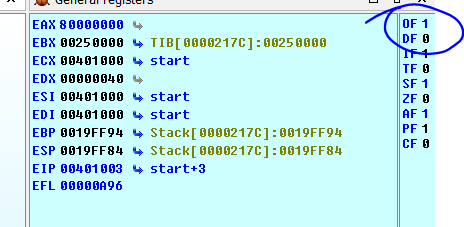 General registers
EAX 80000000
OF 1
EBX 00250000 TIB[0000217C]:00250000
DF 0
ECX 00401000 start
IF 1
EDX 00000040
TF 0
ESI 00401000 start
SF 1
EDI 00401000 start
ZF 0
EBP 0019FF94 Stack[0000217C]:0019FF94
AF 1
ESP 0019FF84 Stack[0000217C]:0019FF84
PF 1
EIP 00401003 start+3
CF 0
EFL 00000A96